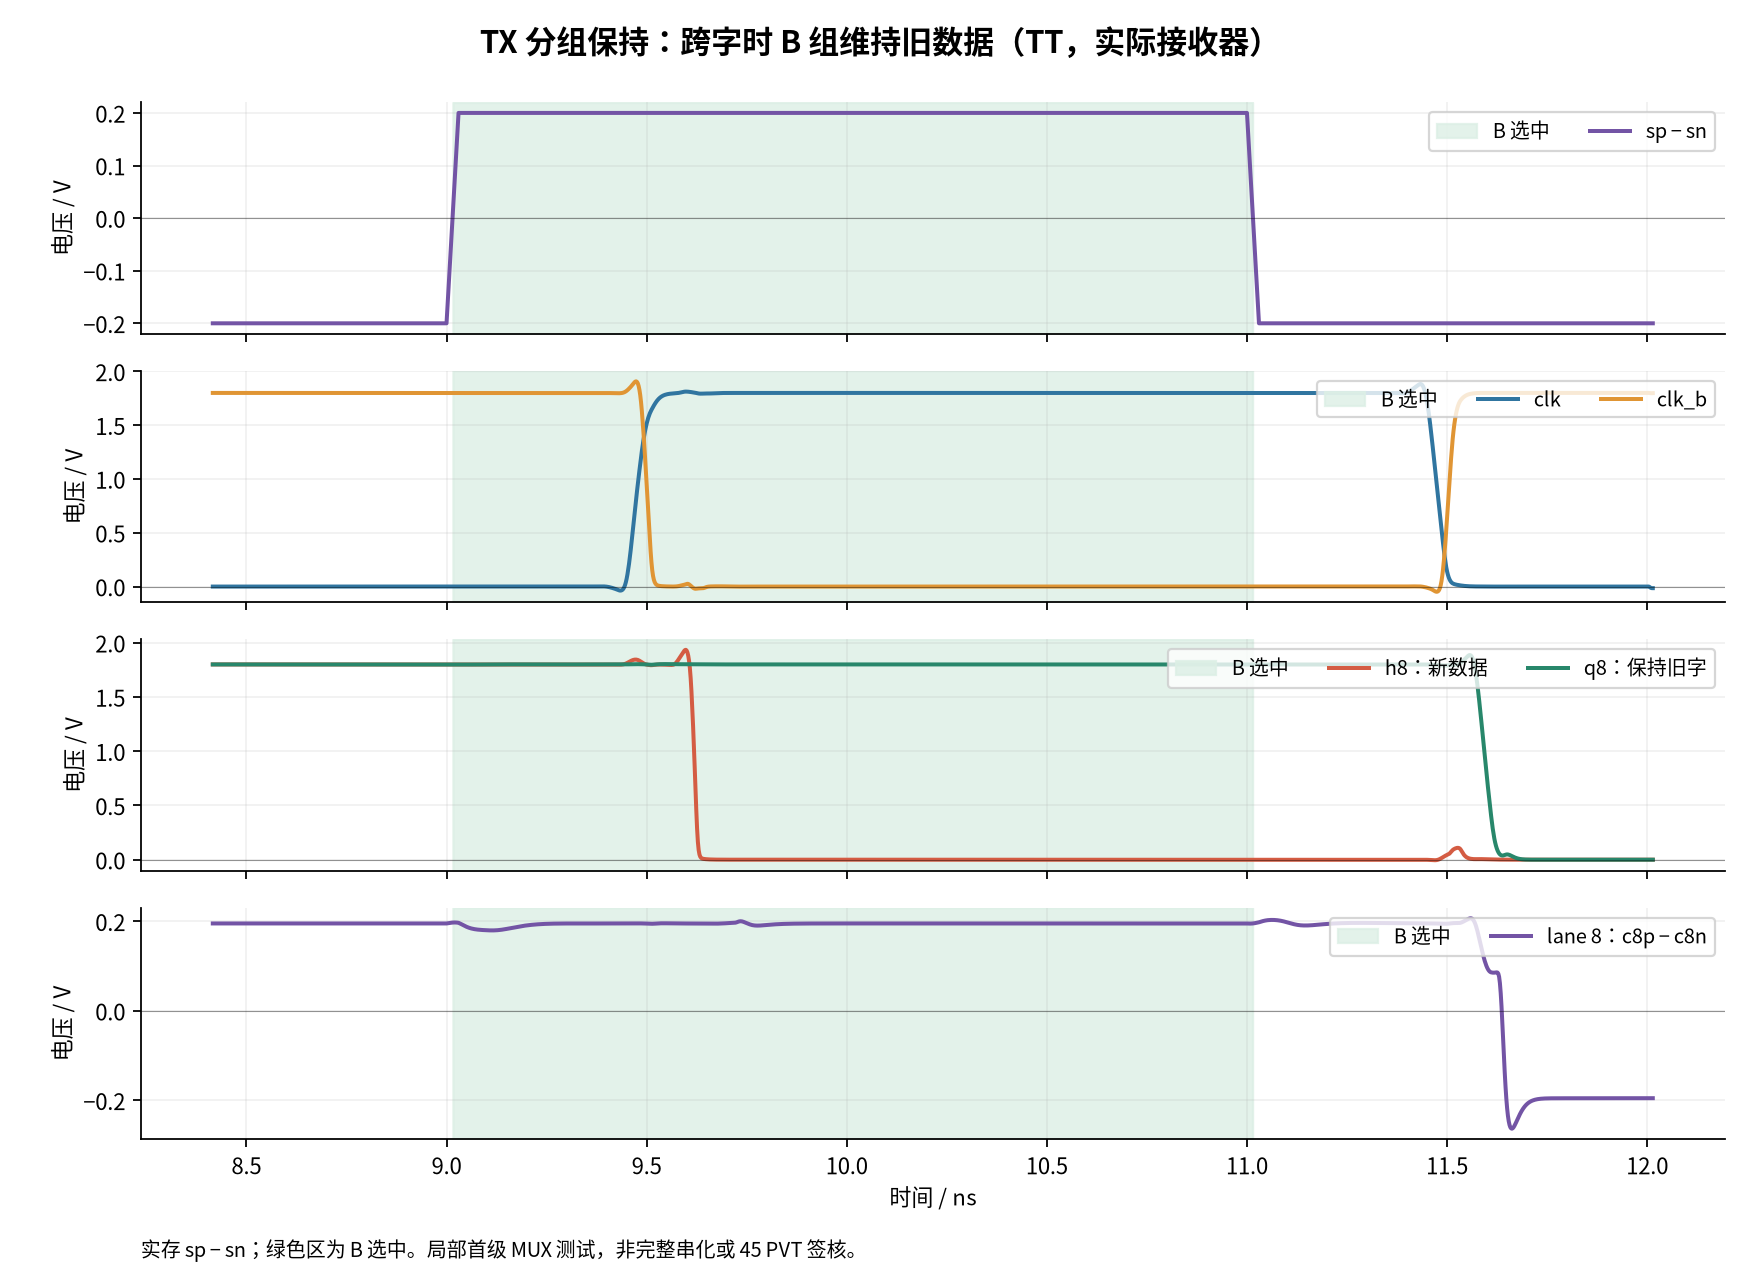 TX 分组保持：跨字时 B 组维持旧数据（TT，实际接收器）
电压 / V
0.2
0.1
0.0
−0.1
−0.2
B 选中
sp − sn
电压 / V
2.0
1.5
1.0
0.5
0.0
B 选中
clk
clk_b
电压 / V
2.0
1.5
1.0
0.5
0.0
B 选中
h8：新数据
q8：保持旧字
电压 / V
0.2
0.0
−0.2
B 选中
lane 8：c8p − c8n
8.5 9.0 9.5 10.0 10.5 11.0 11.5 12.0
时间 / ns
实存 sp − sn；绿色区为 B 选中。局部首级 MUX 测试，非完整串化或 45 PVT 签核。